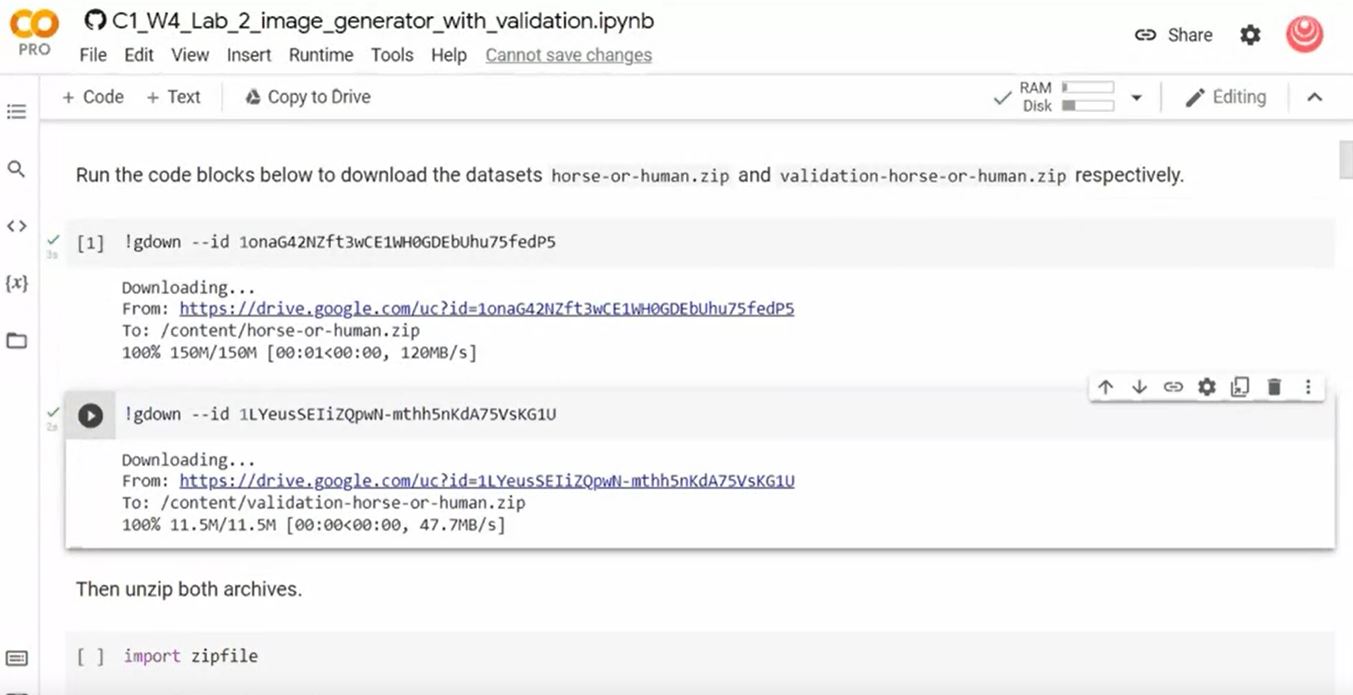 C1_W4_Lab_2_image_generator_with_validation.ipynb
PRO
File Edit View Insert Runtime Tools Help Cannot save changes
Share
+ Code + Text Copy to Drive
RAM
Disk
Editing
Run the code blocks below to download the datasets horse-or-human.zip and validation-horse-or-human.zip respectively.
[1] !gdown --id 1onaG42NZft3wCE1WH0GDEbUhu75fedP5
3s
Downloading...
From: https://drive.google.com/uc?id=1onaG42NZft3wCE1WH0GDEbUhu75fedP5
To: /content/horse-or-human.zip
100% 150M/150M [00:01<00:00, 120MB/s]
!gdown --id 1LYeusSEIiZQpwN-mthh5nKdA75VsKG1U
2s
Downloading...
From: https://drive.google.com/uc?id=1LYeusSEIiZQpwN-mthh5nKdA75VsKG1U
To: /content/validation-horse-or-human.zip
100% 11.5M/11.5M [00:00<00:00, 47.7MB/s]
Then unzip both archives.
[ ] import zipfile